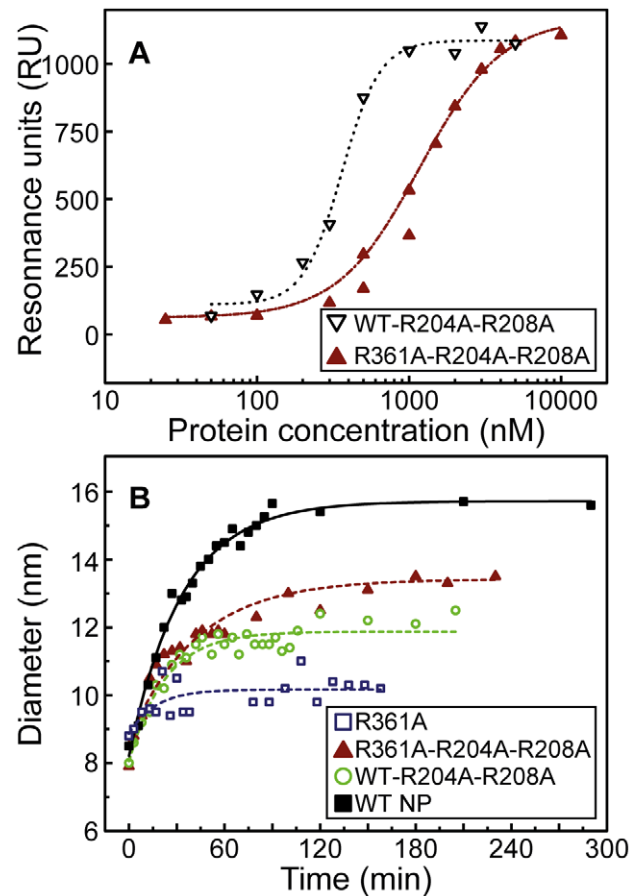 A
Resonnance units (RU)
1000
750
500
250
0
WT-R204A-R208A
R361A-R204A-R208A
10 100 1000 10000
Protein concentration (nM)
B
Diameter (nm)
16
14
12
10
8
6
R361A
R361A-R204A-R208A
WT-R204A-R208A
WT NP
0 60 120 180 240 300
Time (min)